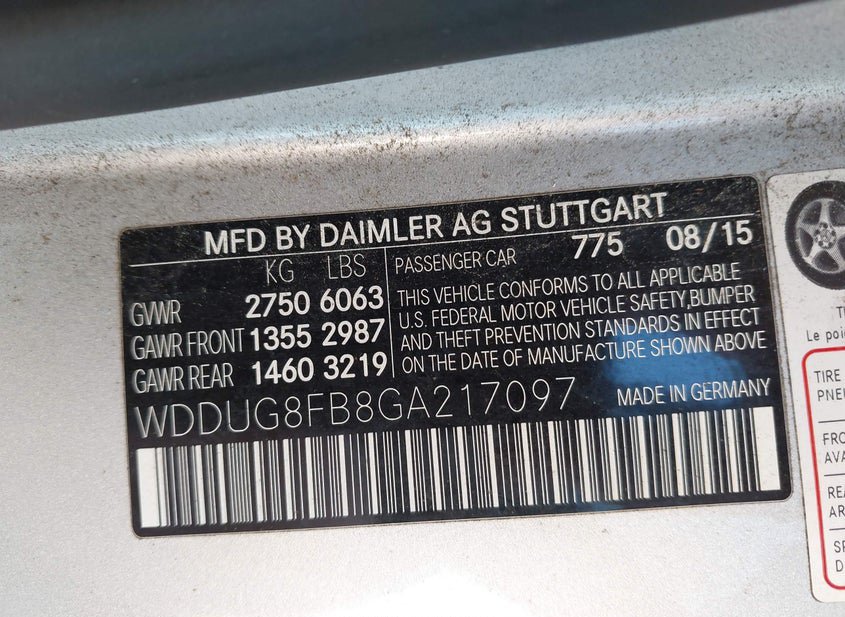 MFD BY DAIMLER AG STUTTGART
KG LBS
GVWR 2750 6063
GAWR FRONT 1355 2987
GAWR REAR 1460 3219
PASSENGER CAR 775 08/15
THIS VEHICLE CONFORMS TO ALL APPLICABLE
U.S. FEDERAL MOTOR VEHICLE SAFETY,BUMPER
AND THEFT PREVENTION STANDARDS IN EFFECT
ON THE DATE OF MANUFACTURE SHOWN ABOVE
WDDUG8FB8GA217097 MADE IN GERMANY
Le
TIRE